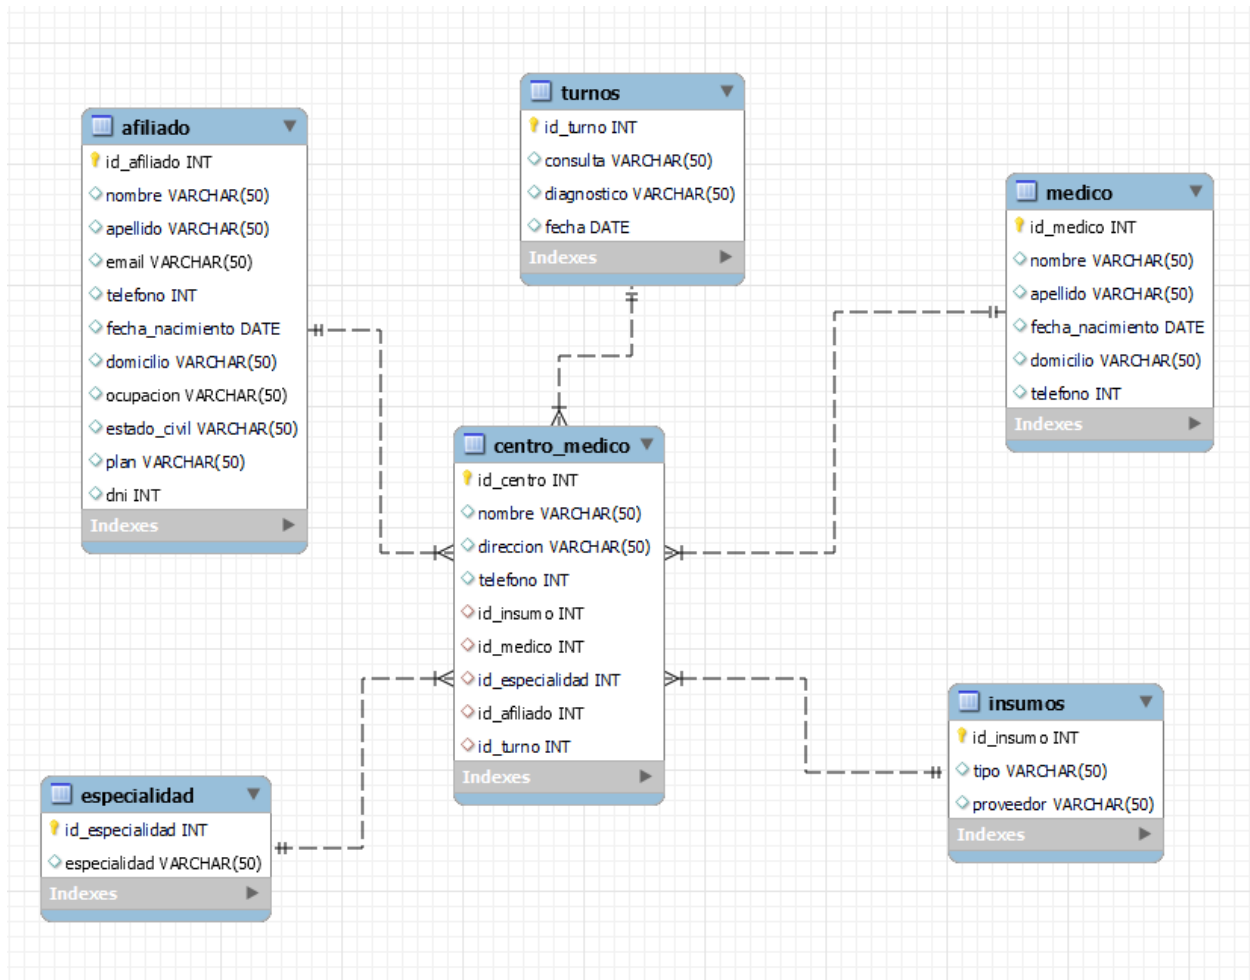 turnos
id_turno INT
consulta VARCHAR(50)
diagnostico VARCHAR(50)
fecha DATE
Indexes
afiliado
id_afiliado INT
nombre VARCHAR(50)
apellido VARCHAR(50)
email VARCHAR(50)
telefono INT
fecha_nacimiento DATE
domicilio VARCHAR(50)
ocupacion VARCHAR(50)
estado_civil VARCHAR(50)
plan VARCHAR(50)
dni INT
Indexes
medico
id_medico INT
nombre VARCHAR(50)
apellido VARCHAR(50)
fecha_nacimiento DATE
domicilio VARCHAR(50)
telefono INT
Indexes
centro_medico
id_centro INT
nombre VARCHAR(50)
direccion VARCHAR(50)
telefono INT
id_insumo INT
id_medico INT
id_especialidad INT
id_afiliado INT
id_turno INT
Indexes
insumos
id_insumo INT
tipo VARCHAR(50)
proveedor VARCHAR(50)
Indexes
especialidad
id_especialidad INT
especialidad VARCHAR(50)
Indexes